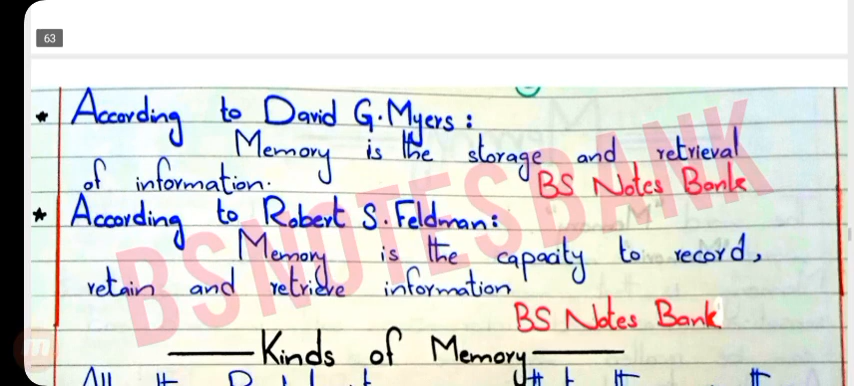 63
★ According to David G. Myers :
Memory is the storage and retrieval
of information.
BS Notes Bank
★ According to Robert S. Feldman:
Memory is the capacity to record,
retain and retrieve information
BS Notes Bank
Kinds of Memory
BSNOTESBANK